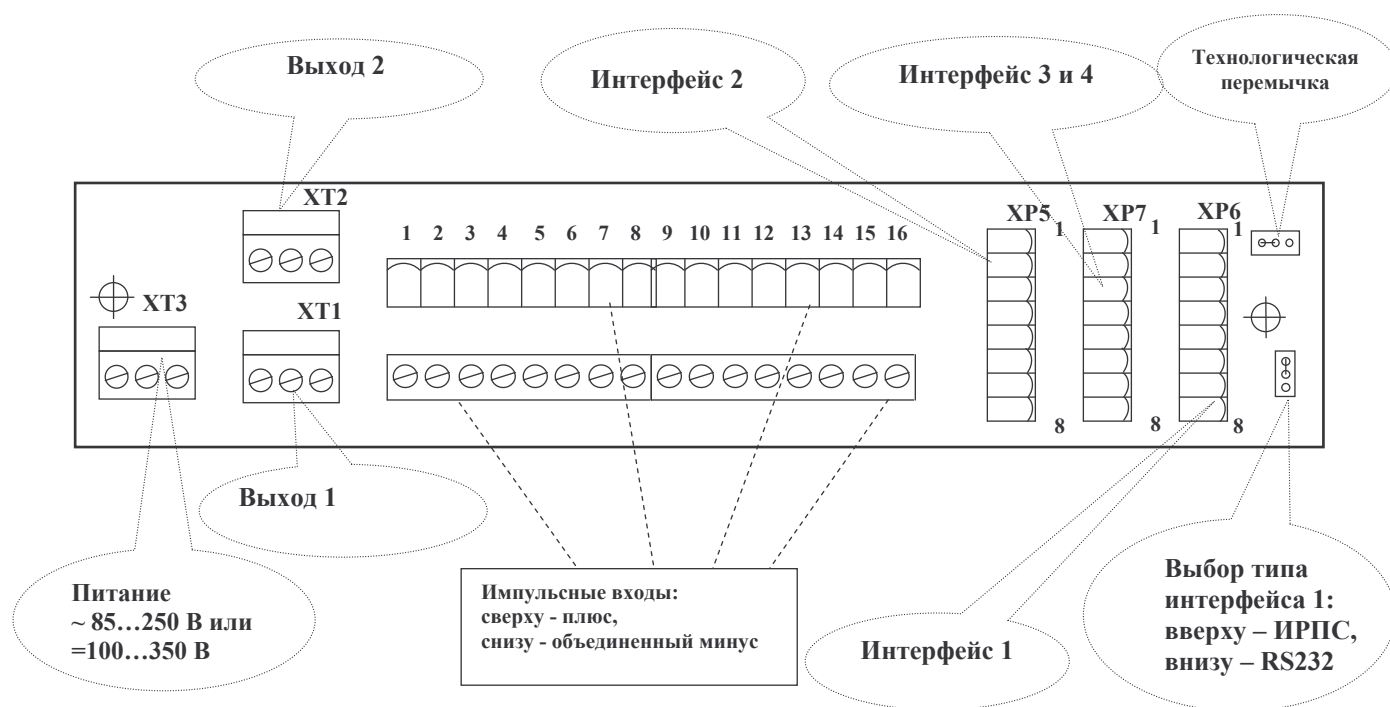 Выход 2
Интерфейс 2
Интерфейс 3 и 4
Технологическая
перемычка
XT2
XP5
XP7
XP6
1
1
1
1 2 3 4 5 6 7 8 9 10 11 12 13 14 15 16
XT3
XT1
8
8
8
Выход 1
Питание
~ 85…250 В или
=100…350 В
Импульсные входы:
сверху - плюс,
снизу - объединенный минус
Интерфейс 1
Выбор типа
интерфейса 1:
вверху – ИРПС,
внизу – RS232